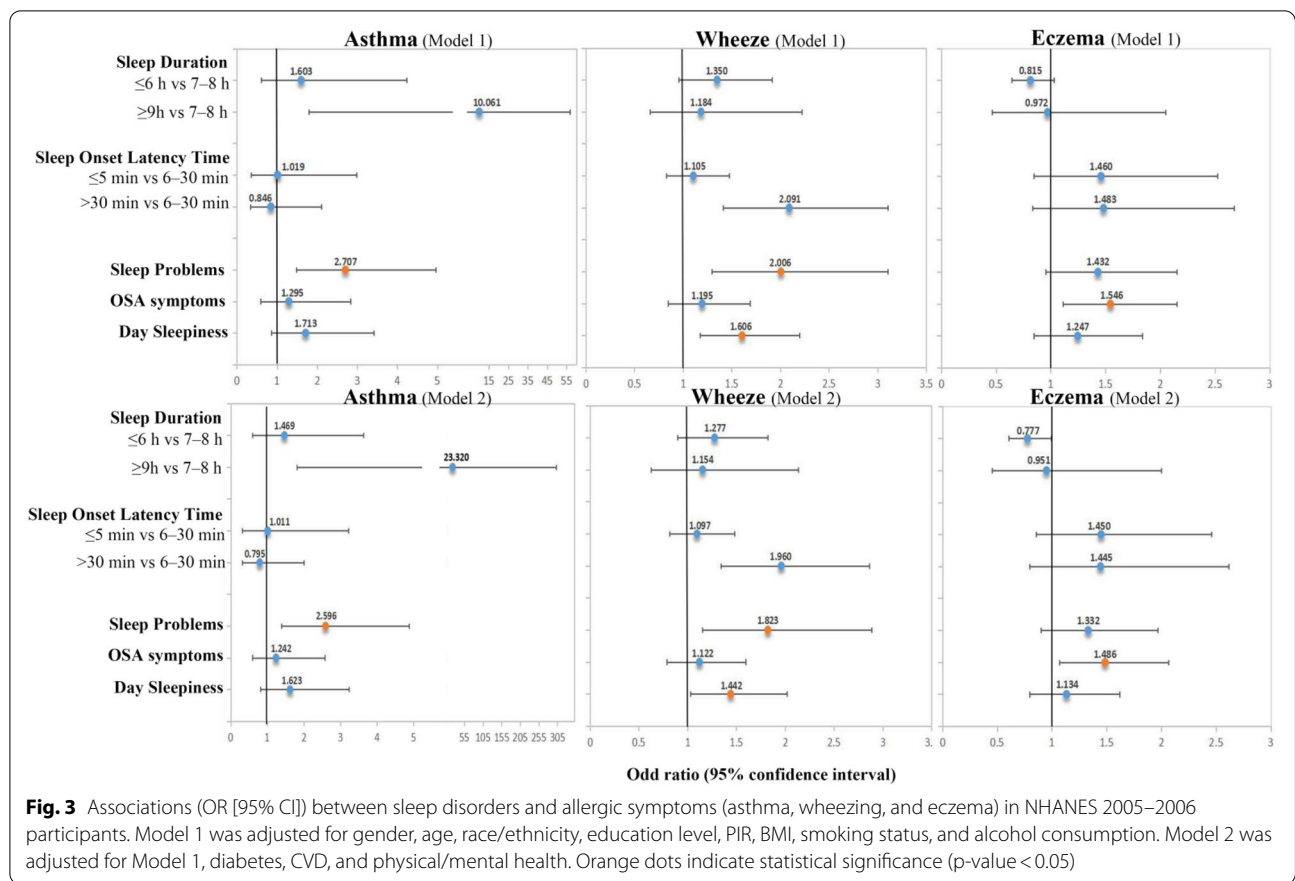 Asthma (Model 1)
Wheeze (Model 1)
Eczema (Model 1)
Sleep Duration
≤6 h vs 7–8 h
≥9h vs 7–8 h
Sleep Onset Latency Time
≤5 min vs 6–30 min
>30 min vs 6–30 min
Sleep Problems
OSA symptoms
Day Sleepiness
1.603
10.061
1.019
0.846
2.707
1.295
1.713
0 1 2 3 4 5 15 25 35 45 55
1.350
1.184
1.105
2.091
2.006
1.195
1.606
0 0.5 1 1.5 2 2.5 3 3.5
0.815
0.972
1.460
1.483
1.432
1.546
1.247
0 0.5 1 1.5 2 2.5 3
Asthma (Model 2)
Wheeze (Model 2)
Eczema (Model 2)
Sleep Duration
≤6 h vs 7–8 h
≥9h vs 7–8 h
Sleep Onset Latency Time
≤5 min vs 6–30 min
>30 min vs 6–30 min
Sleep Problems
OSA symptoms
Day Sleepiness
1.469
23.320
1.011
0.795
2.596
1.242
1.623
0 1 2 3 4 5 55 105 155 205 255 305
1.277
1.154
1.097
1.960
1.823
1.122
1.442
0 0.5 1 1.5 2 2.5 3 3.
0.777
0.951
1.450
1.445
1.332
1.486
1.134
0 0.5 1 1.5 2 2.5 3
Odd ratio (95% confidence interval)
Fig. 3 Associations (OR [95% CI]) between sleep disorders and allergic symptoms (asthma, wheezing, and eczema) in NHANES 2005–2006
participants. Model 1 was adjusted for gender, age, race/ethnicity, education level, PIR, BMI, smoking status, and alcohol consumption. Model 2 was
adjusted for Model 1, diabetes, CVD, and physical/mental health. Orange dots indicate statistical significance (p-value < 0.05)